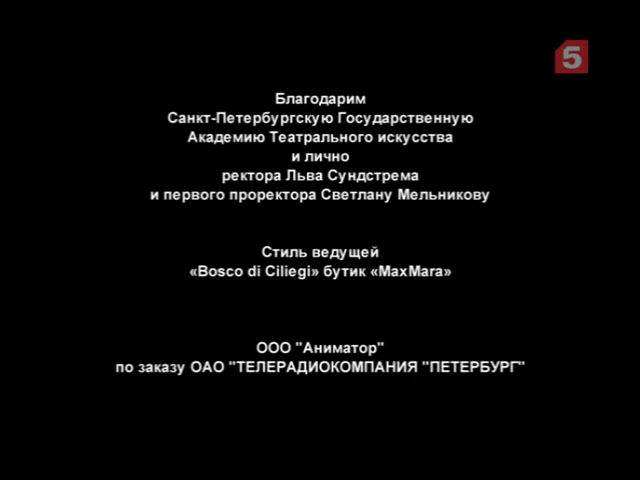 5
Благодарим
Санкт-Петербургскую Государственную
Академию Театрального искусства
и лично
ректора Льва Сундстрема
и первого проректора Светлану Мельникову
Стиль ведущей
«Bosco di Ciliegi» бутик «MaxMara»
ООО "Аниматор"
по заказу ОАО "ТЕЛЕРАДИОКОМПАНИЯ "ПЕТЕРБУРГ"